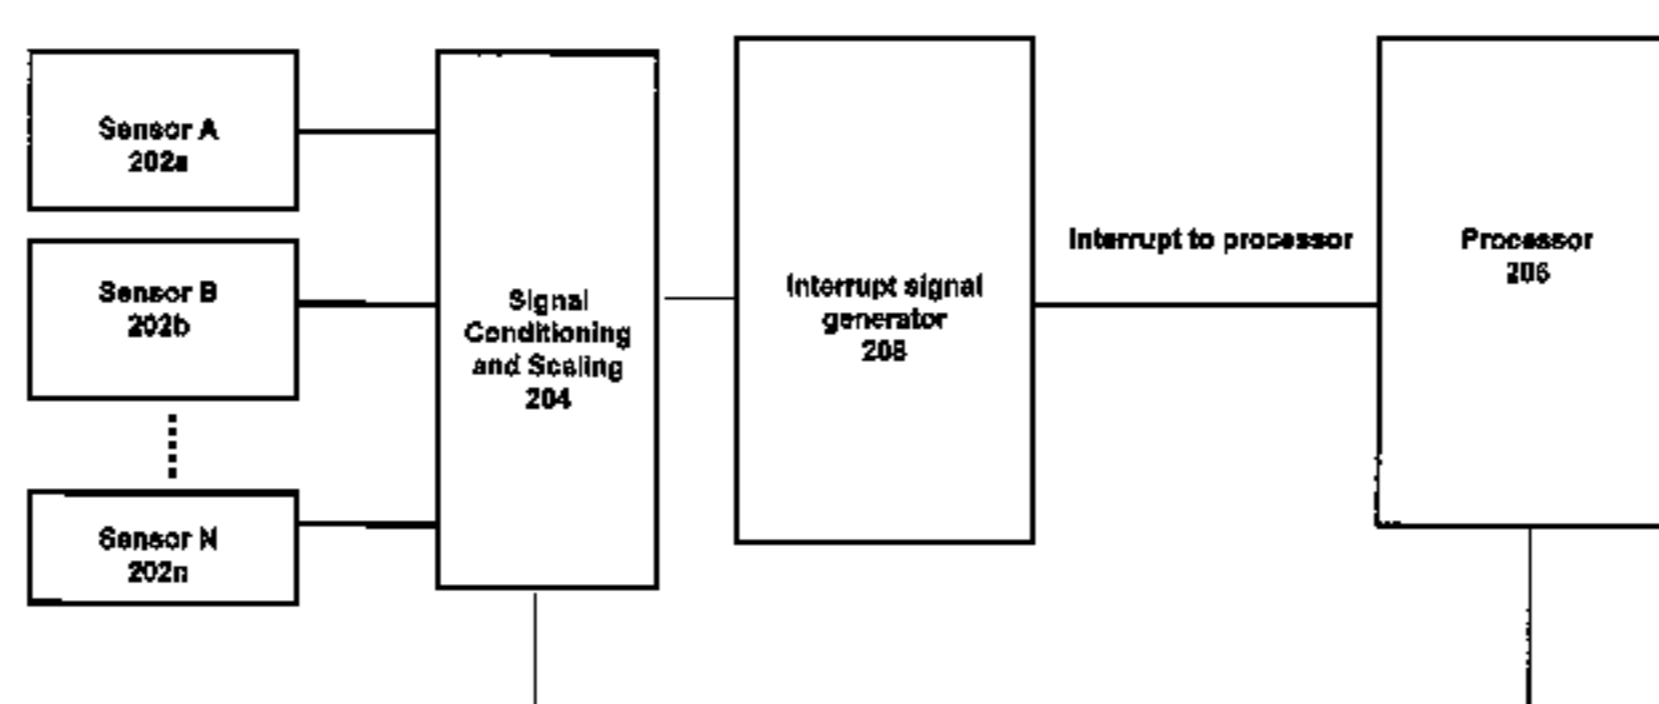 Sensor A
202a
Sensor B
202b
Sensor N
202n
Signal
Conditioning
and Scaling
204
Interrupt signal
generator
208
Interrupt to processor
Processor
206